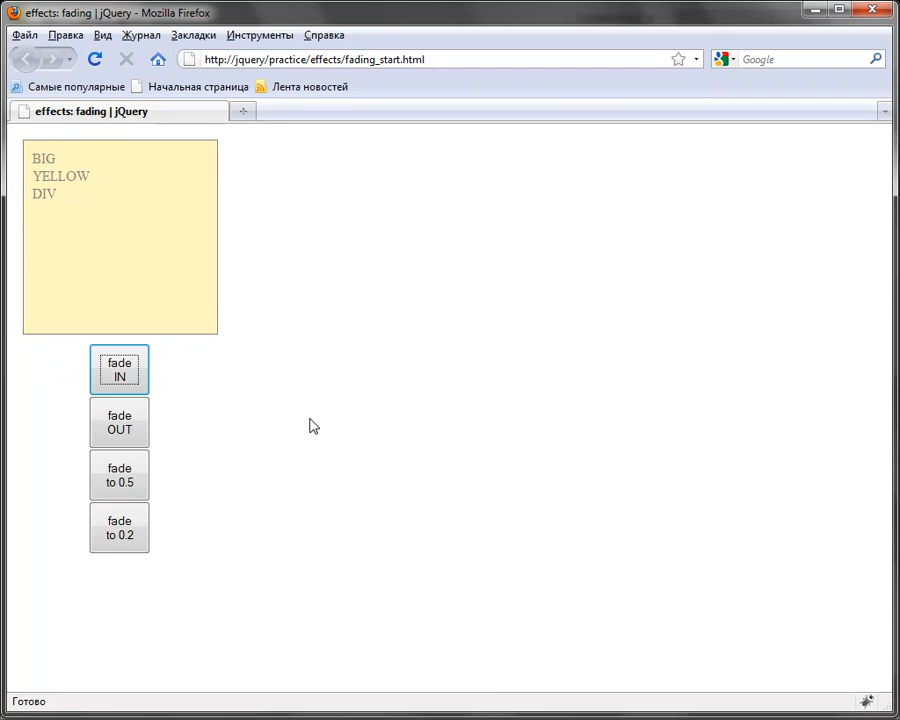 effects: fading | jQuery - Mozilla Firefox
Файл Правка Вид Журнал Закладки Инструменты Справка
http://jquery/practice/effects/fading_start.html
Google
Самые популярные Начальная страница Лента новостей
effects: fading | jQuery
BIG
YELLOW
DIV
fade
IN
fade
OUT
fade
to 0.5
fade
to 0.2
Готово